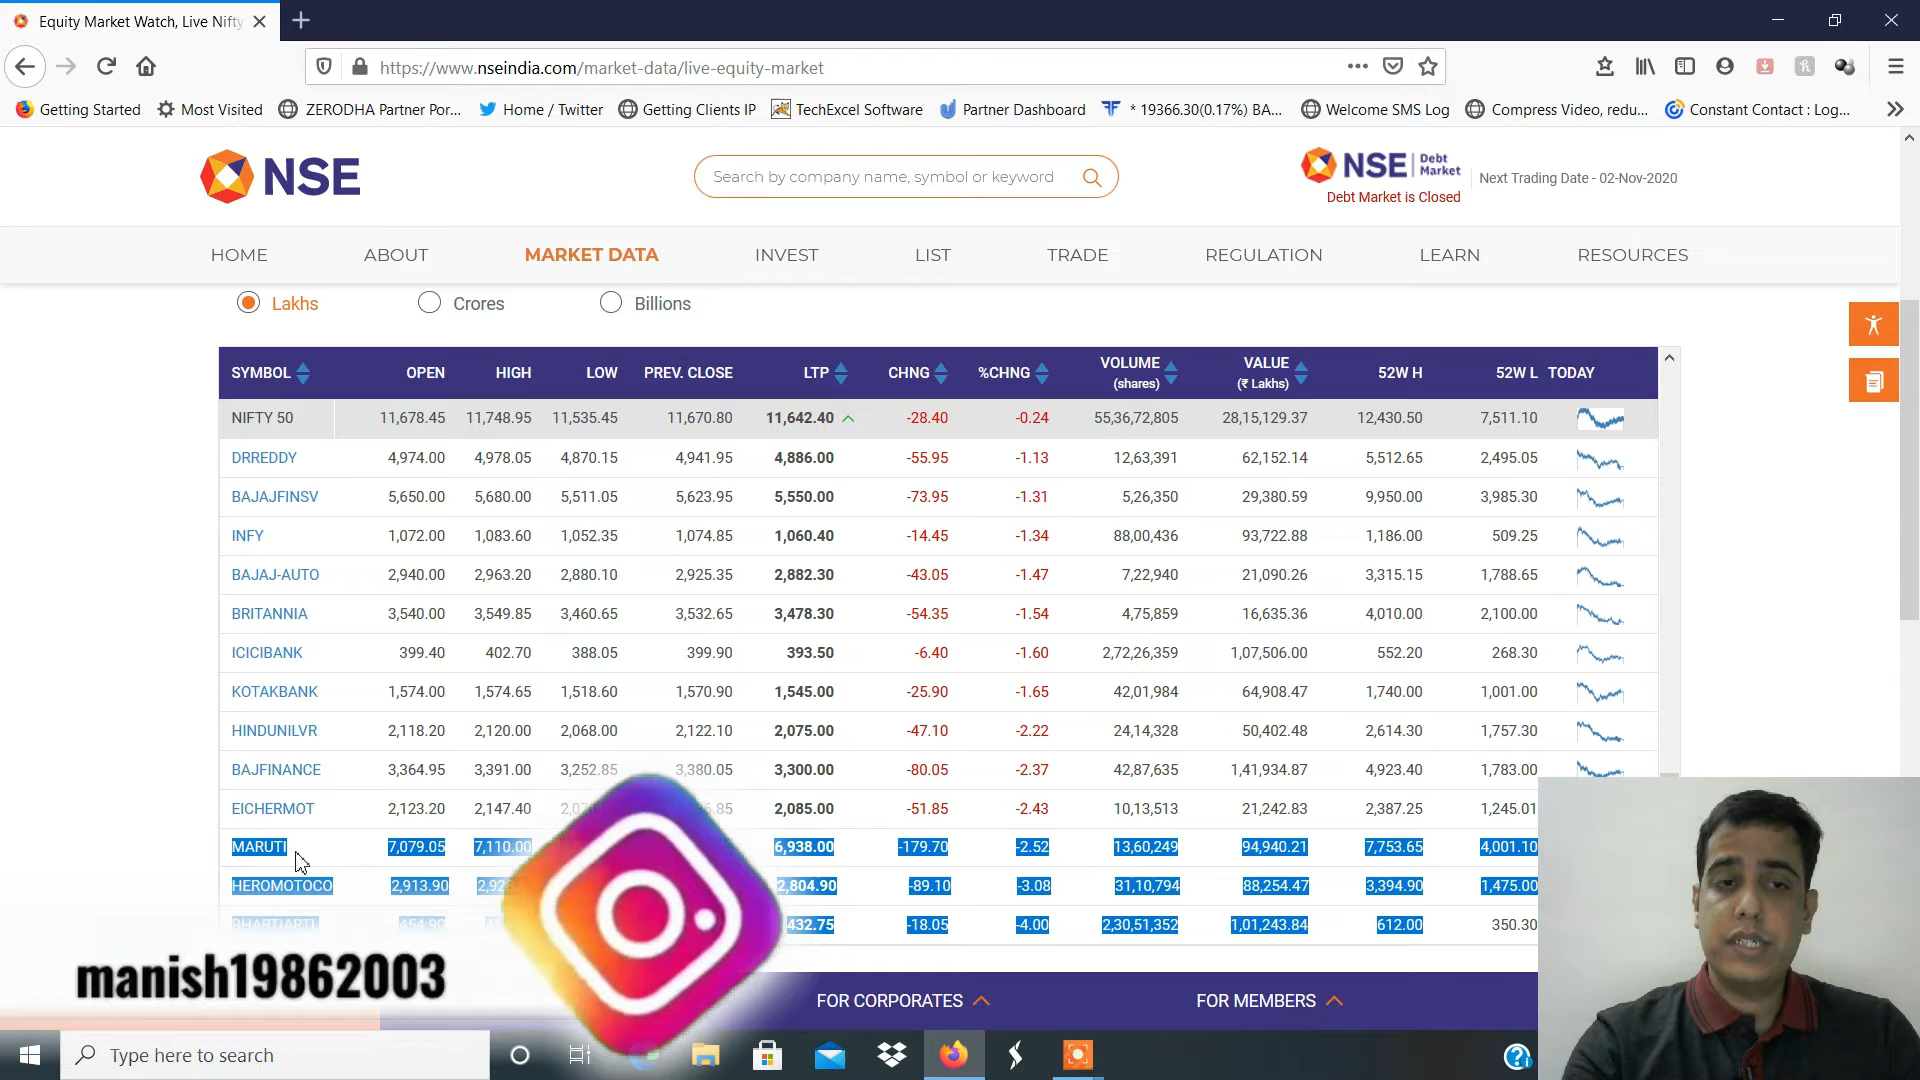 Equity Market Watch, Live Nifty
https://www.nseindia.com/market-data/live-equity-market
Getting Started Most Visited ZERODHA Partner Por... Home / Twitter Getting Clients IP TechExcel Software Partner Dashboard * 19366.30(0.17%) BA... Welcome SMS Log Compress Video, redu... Constant Contact : Log...
NSE
Search by company name, symbol or keyword
NSE Debt Market
Debt Market is Closed
Next Trading Date - 02-Nov-2020
HOME ABOUT MARKET DATA INVEST LIST TRADE REGULATION LEARN RESOURCES
Lakhs Crores Billions
SYMBOL OPEN HIGH LOW PREV. CLOSE LTP CHNG %CHNG VOLUME (shares) VALUE (₹ Lakhs) 52W H 52W L TODAY
NIFTY 50 11,678.45 11,748.95 11,535.45 11,670.80 11,642.40 -28.40 -0.24 55,36,72,805 28,15,129.37 12,430.50 7,511.10
DRREDDY 4,974.00 4,978.05 4,870.15 4,941.95 4,886.00 -55.95 -1.13 12,63,391 62,152.14 5,512.65 2,495.05
BAJAJFINSV 5,650.00 5,680.00 5,511.05 5,623.95 5,550.00 -73.95 -1.31 5,26,350 29,380.59 9,950.00 3,985.30
INFY 1,072.00 1,083.60 1,052.35 1,074.85 1,060.40 -14.45 -1.34 88,00,436 93,722.88 1,186.00 509.25
BAJAJ-AUTO 2,940.00 2,963.20 2,880.10 2,925.35 2,882.30 -43.05 -1.47 7,22,940 21,090.26 3,315.15 1,788.65
BRITANNIA 3,540.00 3,549.85 3,460.65 3,532.65 3,478.30 -54.35 -1.54 4,75,859 16,635.36 4,010.00 2,100.00
ICICIBANK 399.40 402.70 388.05 399.90 393.50 -6.40 -1.60 2,72,26,359 1,07,506.00 552.20 268.30
KOTAKBANK 1,574.00 1,574.65 1,518.60 1,570.90 1,545.00 -25.90 -1.65 42,01,984 64,908.47 1,740.00 1,001.00
HINDUNILVR 2,118.20 2,120.00 2,068.00 2,122.10 2,075.00 -47.10 -2.22 24,14,328 50,402.48 2,614.30 1,757.30
BAJFINANCE 3,364.95 3,391.00 3,252.85 3,380.05 3,300.00 -80.05 -2.37 42,87,635 1,41,934.87 4,923.40 1,783.00
EICHERMOT 2,123.20 2,147.40 2,085.00 -51.85 -2.43 10,13,513 21,242.83 2,387.25 1,245.01
MARUTI 7,079.05 7,110.00 6,938.00 -179.70 -2.52 13,60,249 94,940.21 7,753.65 4,001.10
HEROMOTOCO 2,913.90 2,804.90 -89.10 -3.08 31,10,794 88,254.47 3,394.90 1,475.00
BHARTIARTL 454.90 432.75 -18.05 -4.00 2,30,51,352 1,01,243.84 612.00 350.30
manish19862003
FOR CORPORATES FOR MEMBERS
Type here to search